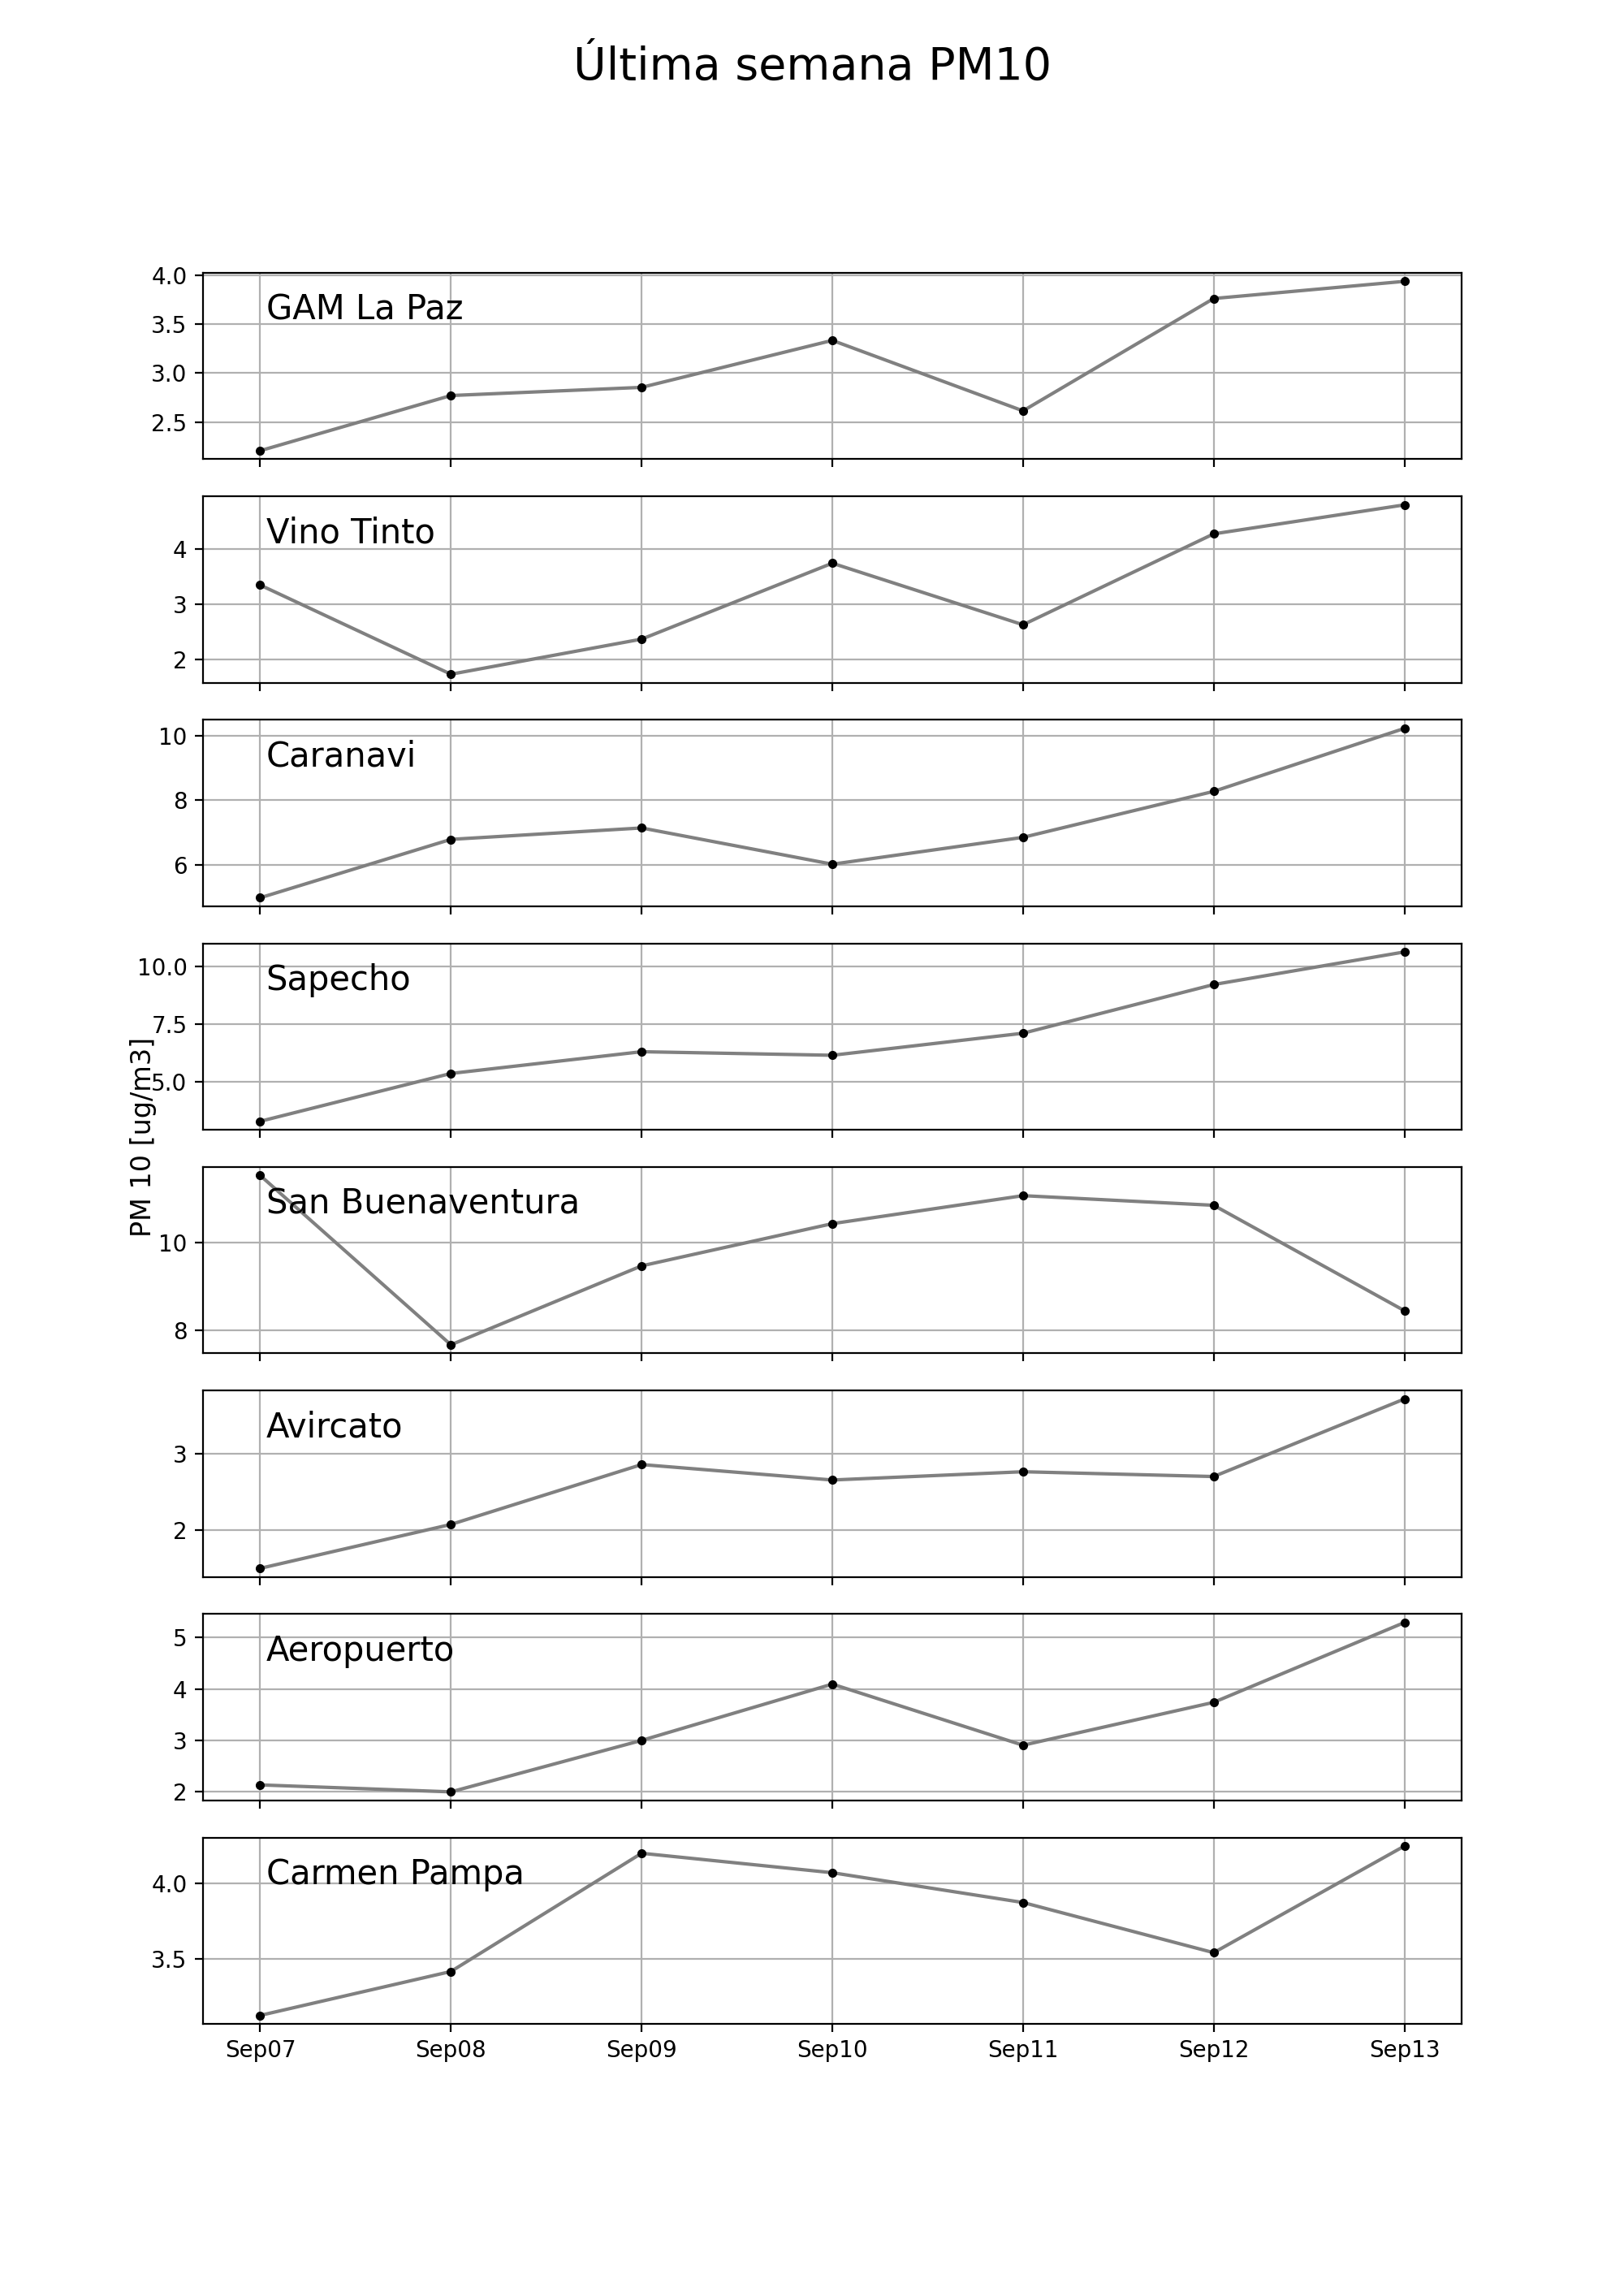 Última semana PM10
4.0
GAM La Paz
3.5
3.0
2.5
Vino Tinto
4
3
2
10
Caranavi
8
6
10.0
Sapecho
7.5
5.0
PM 10 [ug/m3]
San Buenaventura
10
8
Avircato
3
2
5
Aeropuerto
4
3
2
Carmen Pampa
4.0
3.5
Sep07 Sep08 Sep09 Sep10 Sep11 Sep12 Sep13